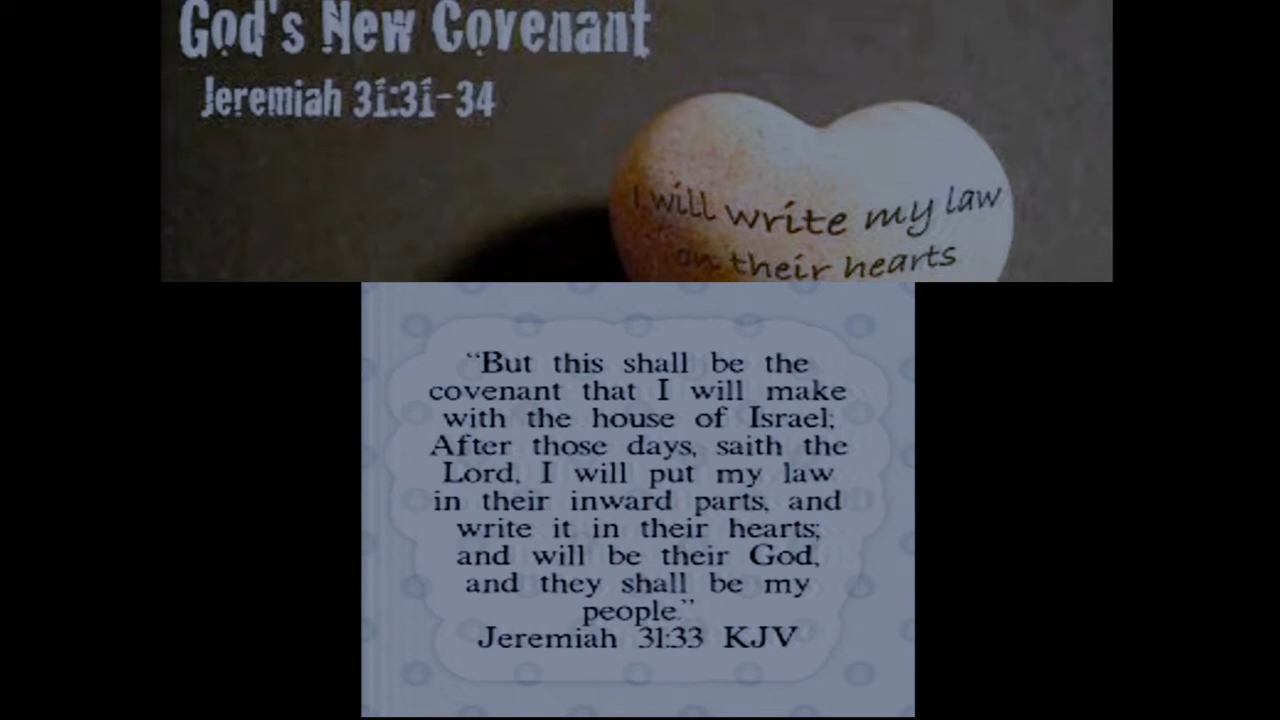 God's New Covenant
Jeremiah 31:31-34
I will write my law
on their hearts
“But this shall be the
covenant that I will make
with the house of Israel;
After those days, saith the
Lord, I will put my law
in their inward parts, and
write it in their hearts;
and will be their God,
and they shall be my
people.”
Jeremiah 31:33 KJV